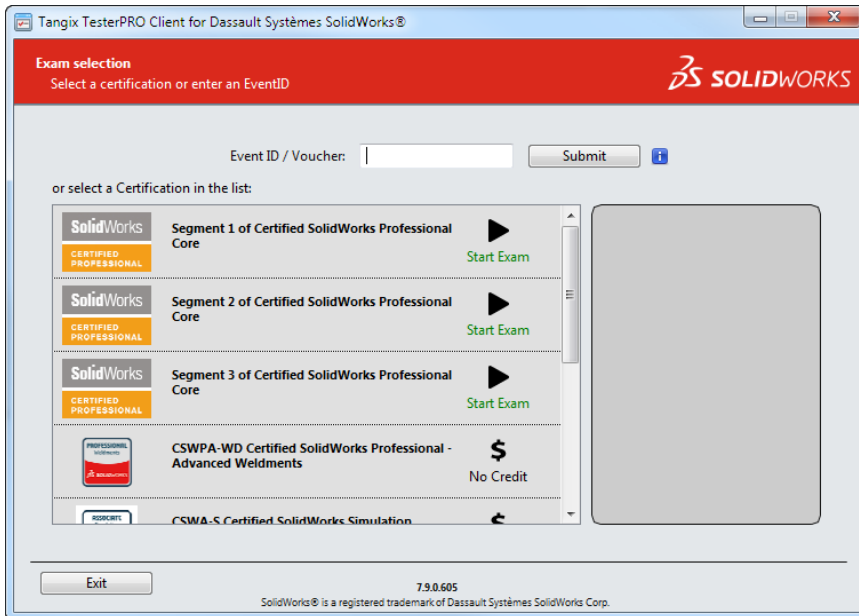 Tangix TesterPRO Client for Dassault Systèmes SolidWorks®
Exam selection
Select a certification or enter an EventID
SOLIDWORKS
Event ID / Voucher:
Submit
or select a Certification in the list:
SolidWorks
CERTIFIED
PROFESSIONAL
Segment 1 of Certified SolidWorks Professional
Core
Start Exam
SolidWorks
CERTIFIED
PROFESSIONAL
Segment 2 of Certified SolidWorks Professional
Core
Start Exam
SolidWorks
CERTIFIED
PROFESSIONAL
Segment 3 of Certified SolidWorks Professional
Core
Start Exam
PROFESSIONAL
Weldments
SOLIDWORKS
CSWPA-WD Certified SolidWorks Professional -
Advanced Weldments
$
No Credit
ASSOCIATE
CSWA-S Certified SolidWorks Simulation
$
Exit
7.9.0.605
SolidWorks® is a registered trademark of Dassault Systèmes SolidWorks Corp.